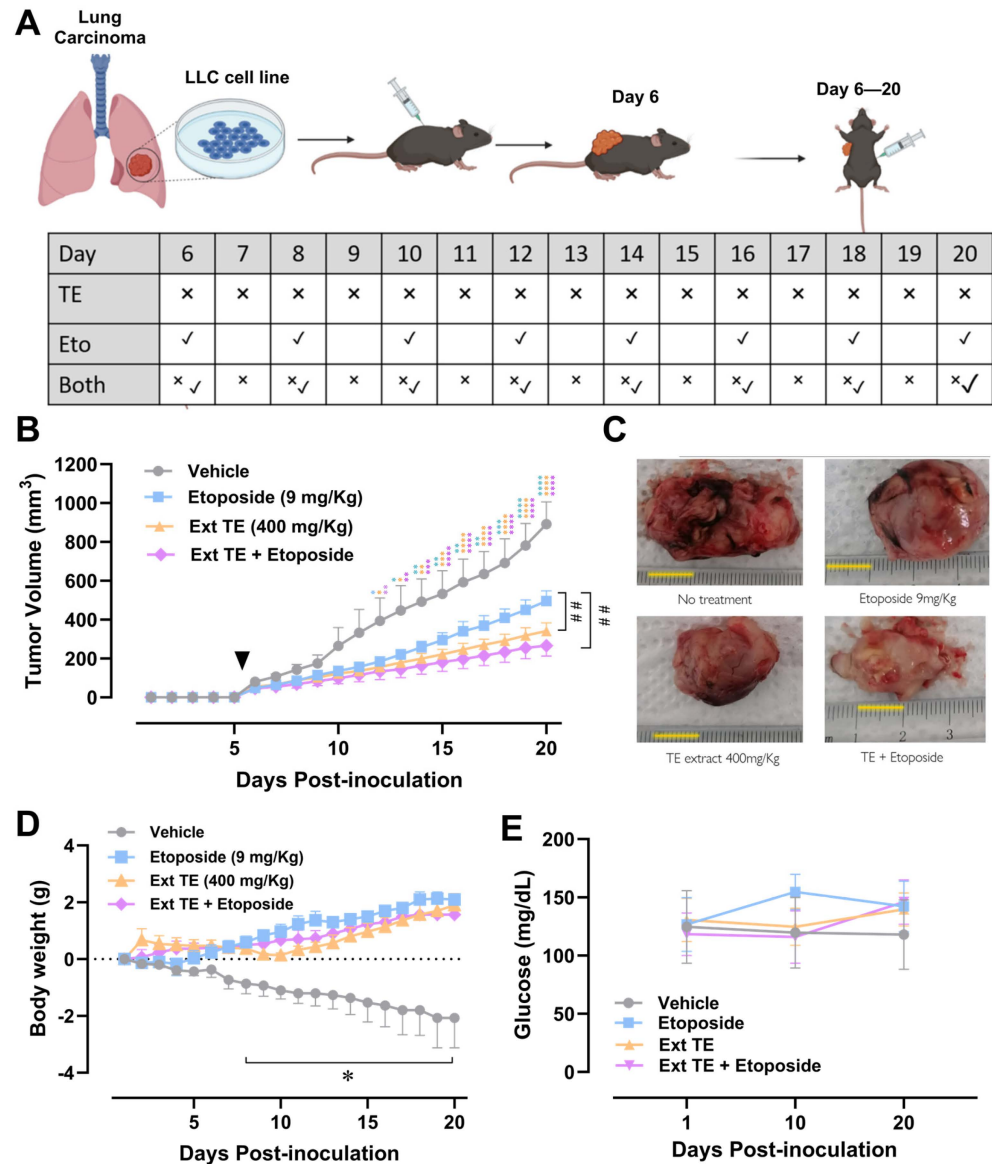 A
Lung
Carcinoma
LLC cell line
Day 6
Day 6—20
Day 6 7 8 9 10 11 12 13 14 15 16 17 18 19 20
TE × × × × × × × × × × × × × × ×
Eto ✓ ✓ ✓ ✓ ✓ ✓ ✓ ✓
Both ×✓ × ×✓ × ×✓ × ×✓ × ×✓ × ×✓ × ×✓ × ×✓
B
Tumor Volume (mm³)
1200
1000
800
600
400
200
0
Vehicle
Etoposide (9 mg/Kg)
Ext TE (400 mg/Kg)
Ext TE + Etoposide
##
##
5 10 15 20
Days Post-inoculation
C
No treatment
Etoposide 9mg/Kg
1 2 3
TE extract 400mg/Kg
m 1 2 3
TE + Etoposide
D
Body weight (g)
4
2
0
-2
-4
Vehicle
Etoposide (9 mg/Kg)
Ext TE (400 mg/Kg)
Ext TE + Etoposide
*
5 10 15 20
Days Post-inoculation
E
Glucose (mg/dL)
200
150
100
50
0
Vehicle
Etoposide
Ext TE
Ext TE + Etoposide
1 10 20
Days Post-inoculation